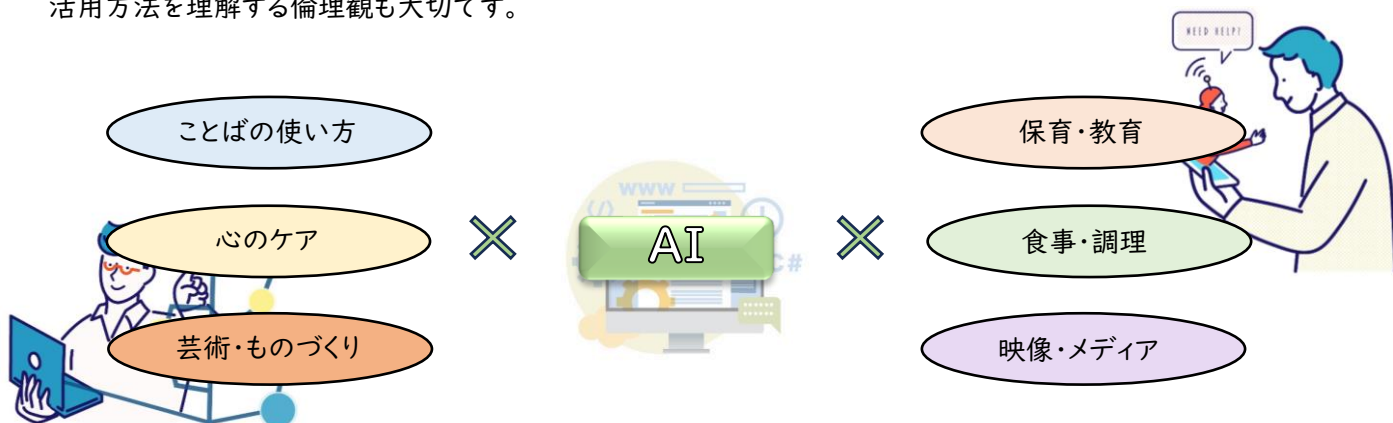 活用方法を理解する倫理観も大切です。
NEED HELP?
ことばの使い方
保育・教育
WWW
心のケア
×
AI
×
食事・調理
C#
芸術・ものづくり
映像・メディア